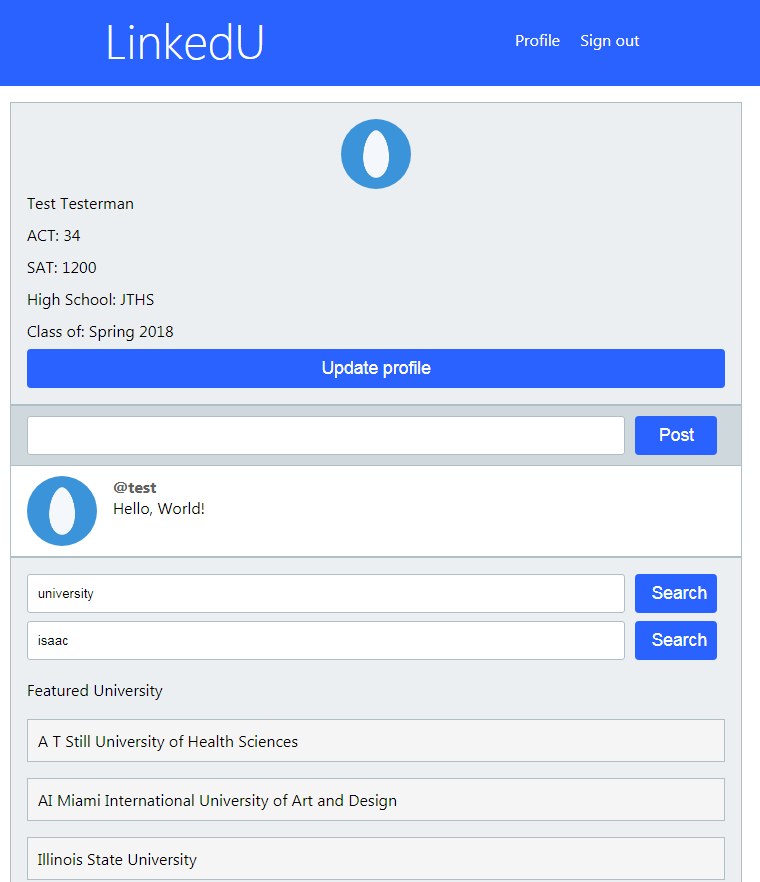 LinkedU
Profile Sign out
Test Testerman
ACT: 34
SAT: 1200
High School: JTHS
Class of: Spring 2018
Update profile
Post
@test
Hello, World!
university Search
isaac Search
Featured University
A T Still University of Health Sciences
AI Miami International University of Art and Design
Illinois State University